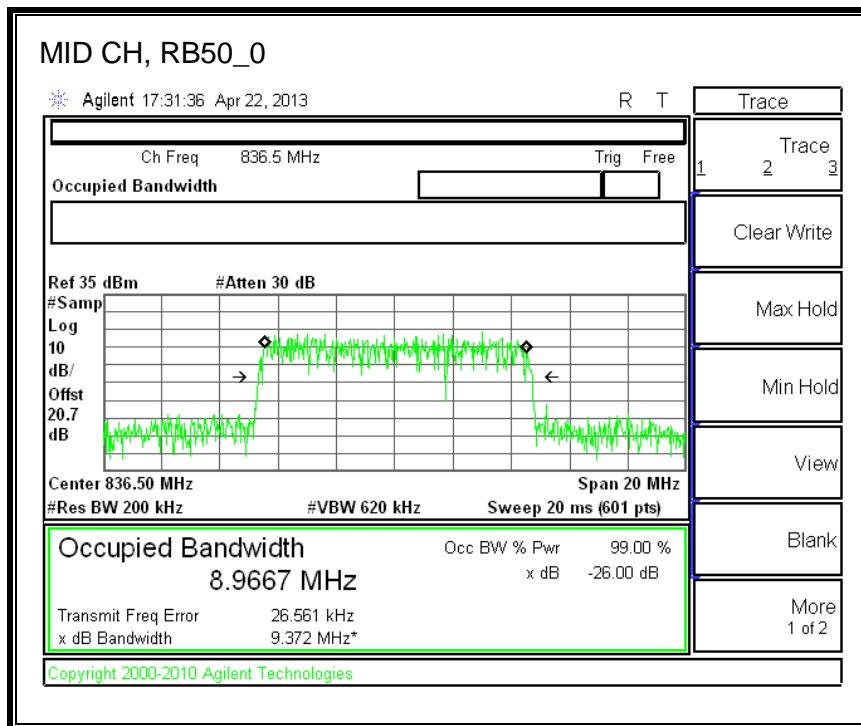 MID CH, RB50_0
Agilent 17:31:36 Apr 22, 2013 R T
Ch Freq 836.5 MHz Trig Free
Occupied Bandwidth
Ref 35 dBm #Atten 30 dB
#Samp
Log
10
dB/
Offst
20.7
dB
Center 836.50 MHz Span 20 MHz
#Res BW 200 kHz #VBW 620 kHz Sweep 20 ms (601 pts)
Occupied Bandwidth Occ BW % Pwr 99.00 %
8.9667 MHz x dB -26.00 dB
Transmit Freq Error 26.561 kHz
x dB Bandwidth 9.372 MHz*
Copyright 2000-2010 Agilent Technologies
Trace
Trace
1 2 3
Clear Write
Max Hold
Min Hold
View
Blank
More
1 of 2